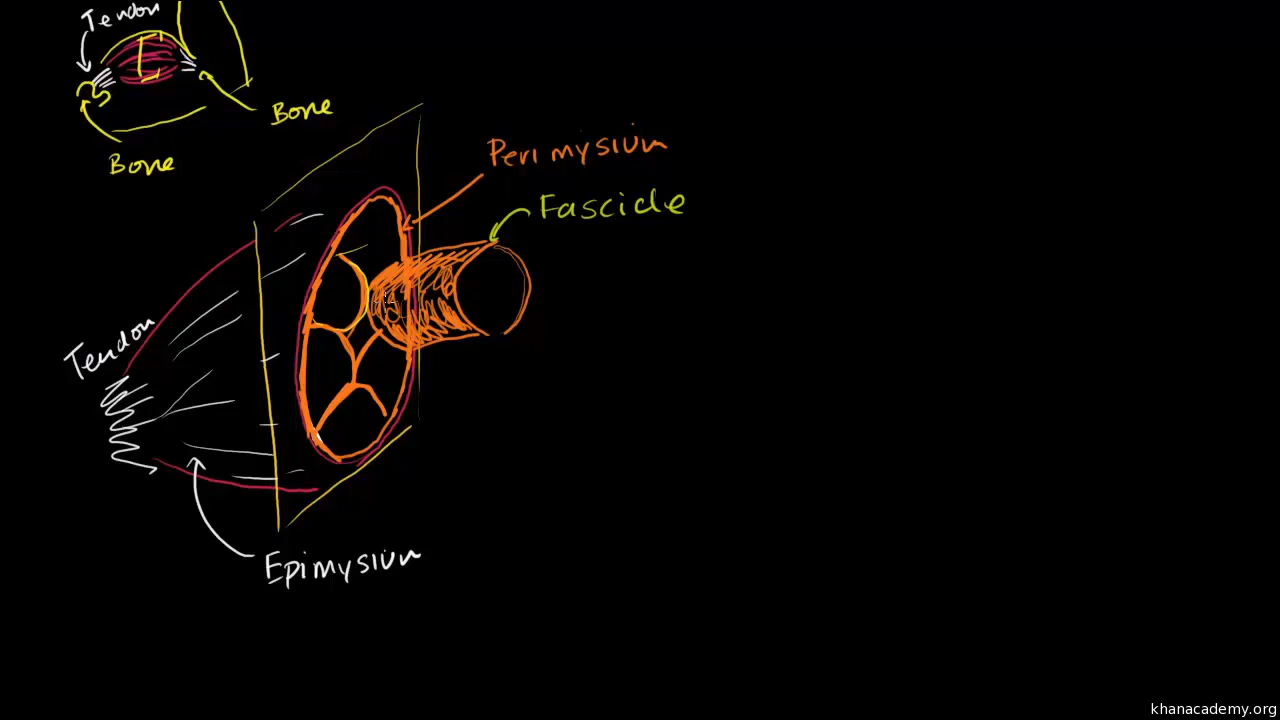 Tendon
Bone
Bone
Perimysium
Fascicle
Tendon
Epimysium
khanacademy.org